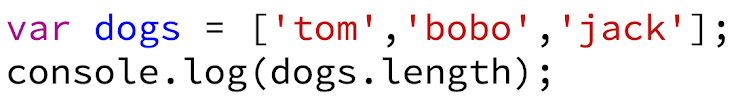 var dogs = ['tom','bobo','jack'];
console.log(dogs.length);